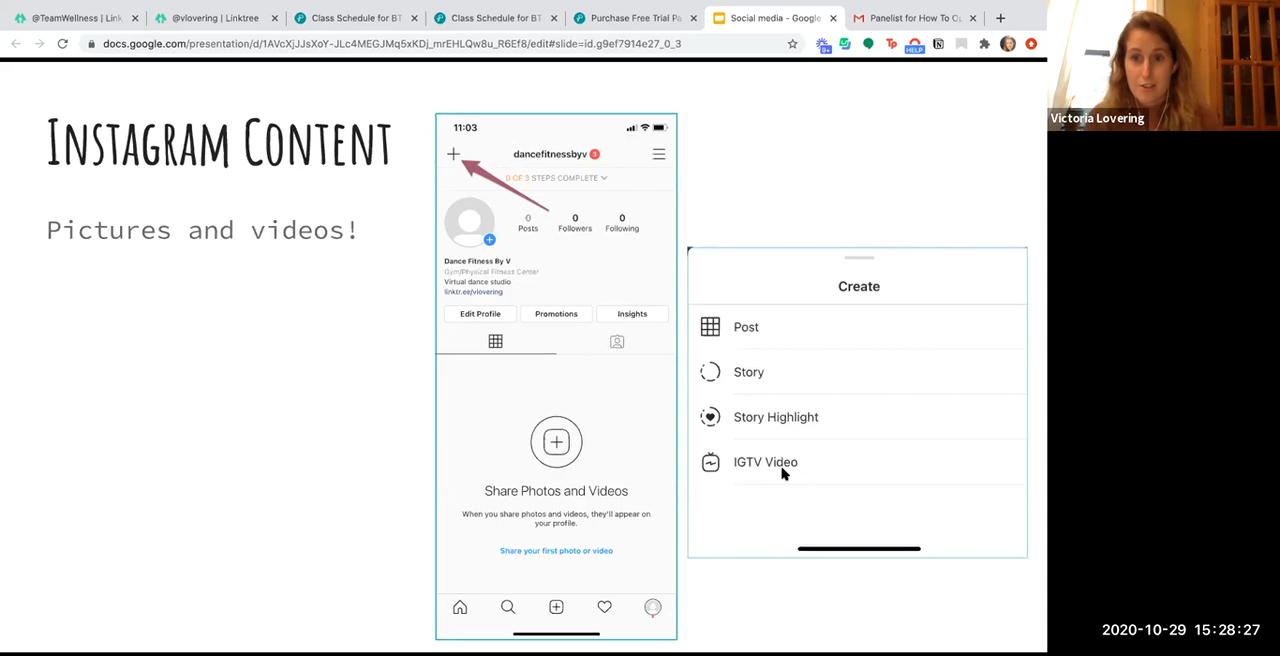 @TeamWellness | Link
@vlovering | Linktree
Class Schedule for BT
Class Schedule for BT
Purchase Free Trial Pa
Social media - Google
Panelist for How To
docs.google.com/presentation/d/1AVcXjJJsXoY-JLc4MEGJMq5xKDj_mrEHLQw8u_R6Ef8/edit#slide=id.g9ef7914e27_0_3
9+
Tp
HELP
Victoria Lovering
Instagram Content
Pictures and videos!
11:03
dancefitnessbyv 3
0 OF 3 STEPS COMPLETE
0 0 0
Posts Followers Following
Dance Fitness By V
Gym/Physical Fitness Center
Virtual dance studio
linktr.ee/vlovering
Edit Profile Promotions Insights
Share Photos and Videos
When you share photos and videos, they'll appear on
your profile.
Share your first photo or video
Create
Post
Story
Story Highlight
IGTV Video
2020-10-29 15:28:27